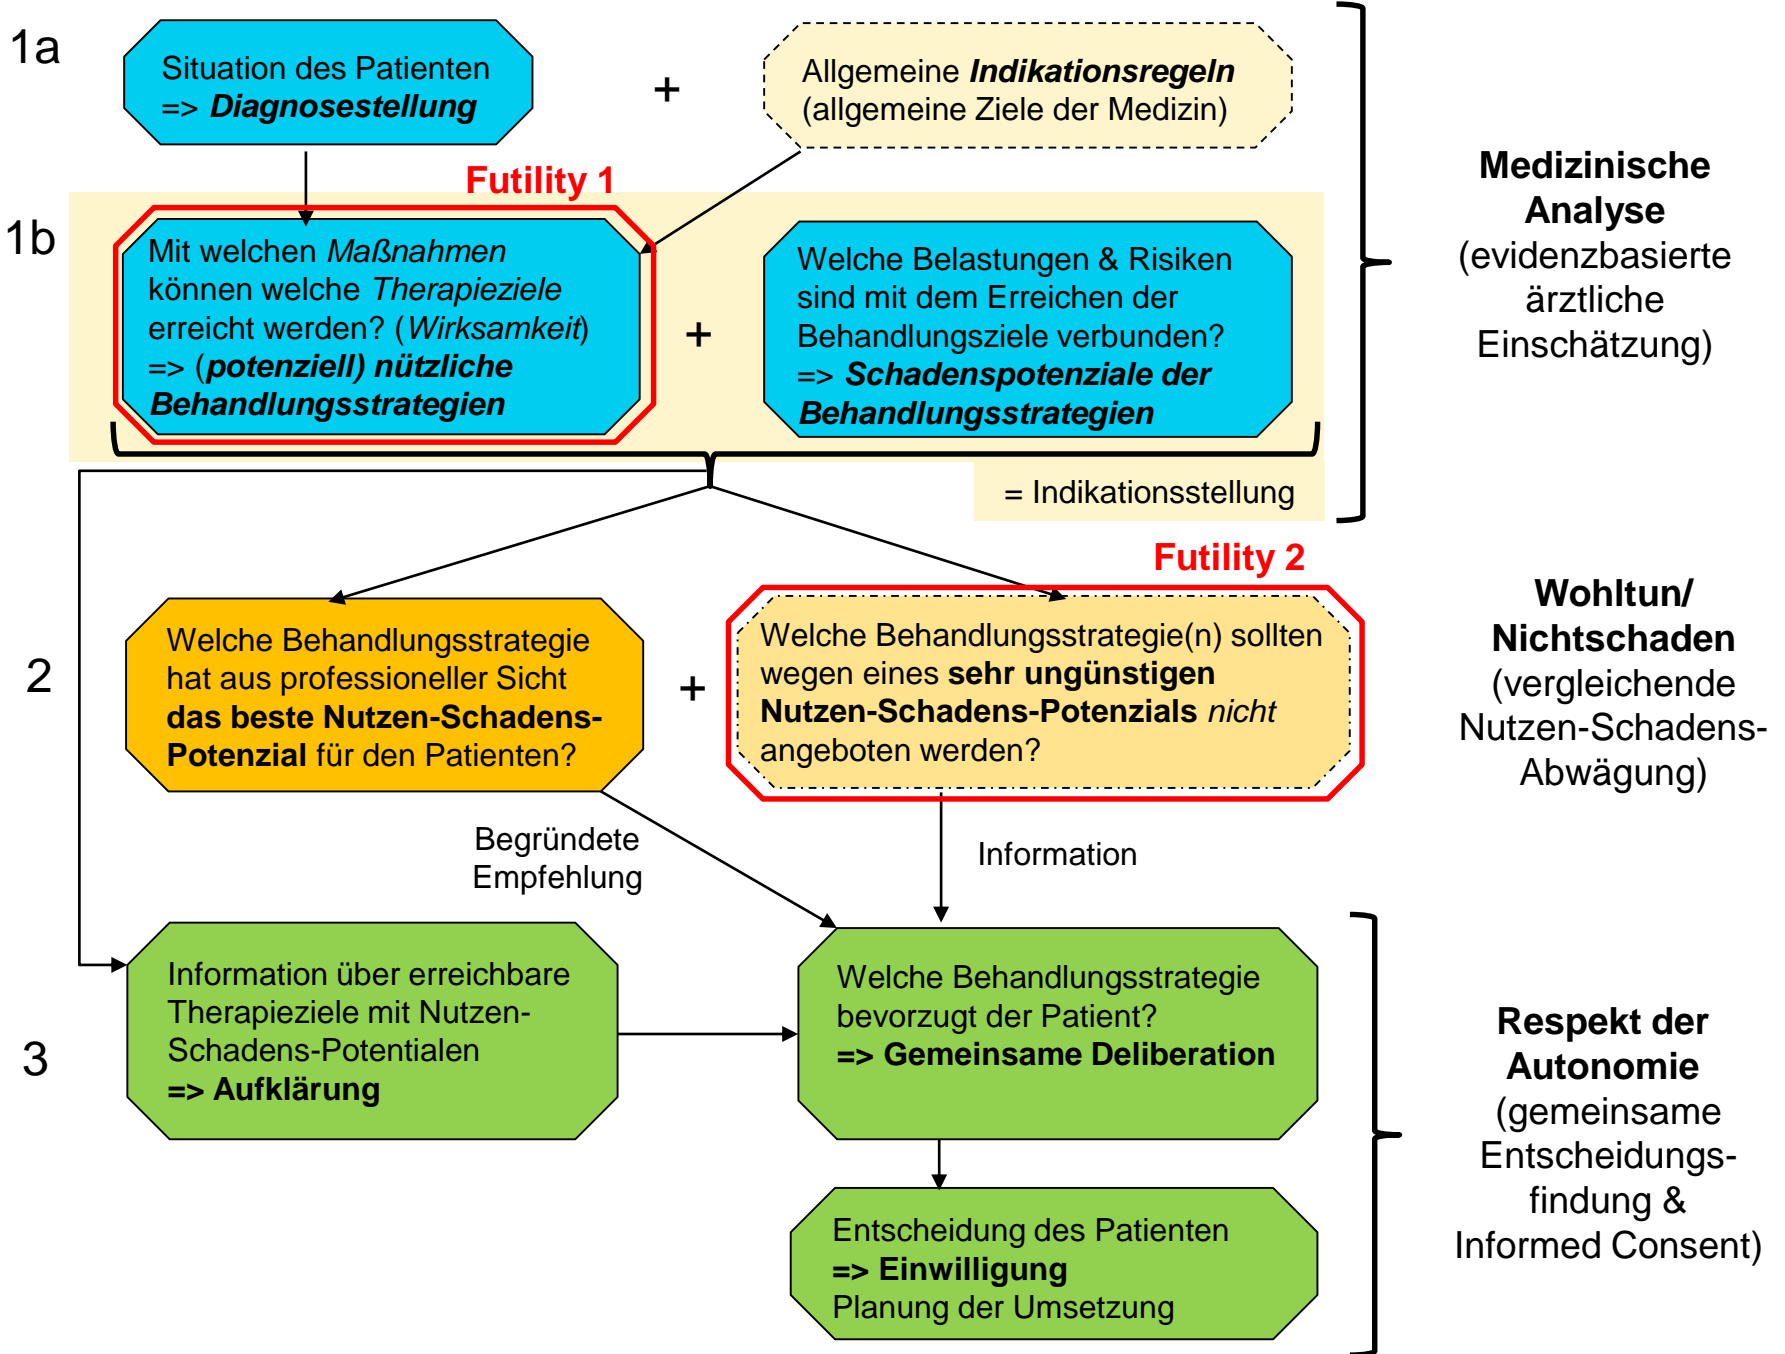 1a
Situation des Patienten
=> Diagnosestellung
+
Allgemeine Indikationsregeln
(allgemeine Ziele der Medizin)
Medizinische
Analyse
(evidenzbasierte
ärztliche
Einschätzung)
Futility 1
1b
Mit welchen Maßnahmen
können welche Therapieziele
erreicht werden? (Wirksamkeit)
=> (potenziell) nützliche
Behandlungsstrategien
+
Welche Belastungen & Risiken
sind mit dem Erreichen der
Behandlungsziele verbunden?
=> Schadenspotenziale der
Behandlungsstrategien
= Indikationsstellung
Futility 2
2
Welche Behandlungsstrategie
hat aus professioneller Sicht
das beste Nutzen-Schadens-
Potenzial für den Patienten?
+
Welche Behandlungsstrategie(n) sollten
wegen eines sehr ungünstigen
Nutzen-Schadens-Potenzials nicht
angeboten werden?
Wohltun/
Nichtschaden
(vergleichende
Nutzen-Schadens-
Abwägung)
Begründete
Empfehlung
Information
3
Information über erreichbare
Therapieziele mit Nutzen-
Schadens-Potentialen
=> Aufklärung
Welche Behandlungsstrategie
bevorzugt der Patient?
=> Gemeinsame Deliberation
Entscheidung des Patienten
=> Einwilligung
Planung der Umsetzung
Respekt der
Autonomie
(gemeinsame
Entscheidungs-
findung &
Informed Consent)